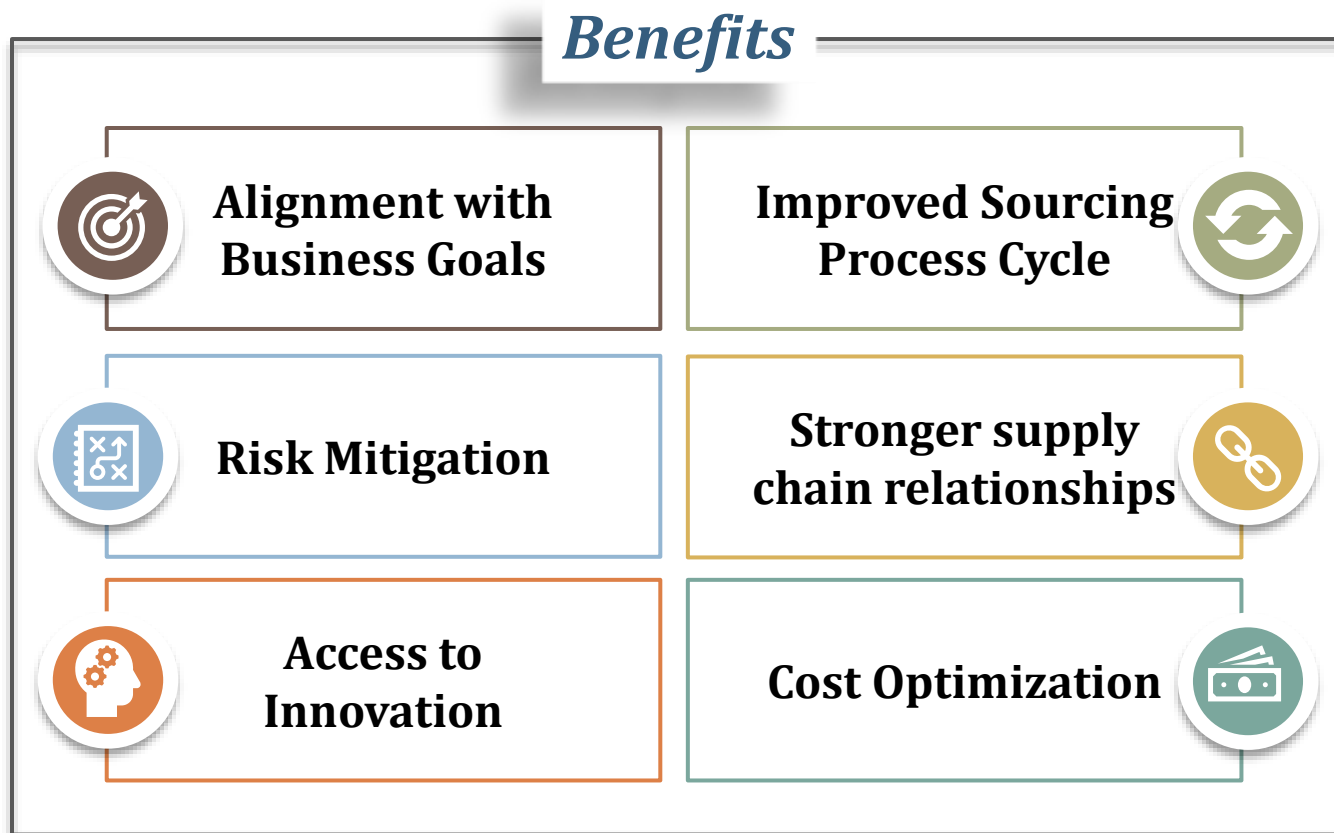 Benefits
Alignment with
Business Goals
Improved Sourcing
Process Cycle
Risk Mitigation
Stronger supply
chain relationships
Access to
Innovation
Cost Optimization